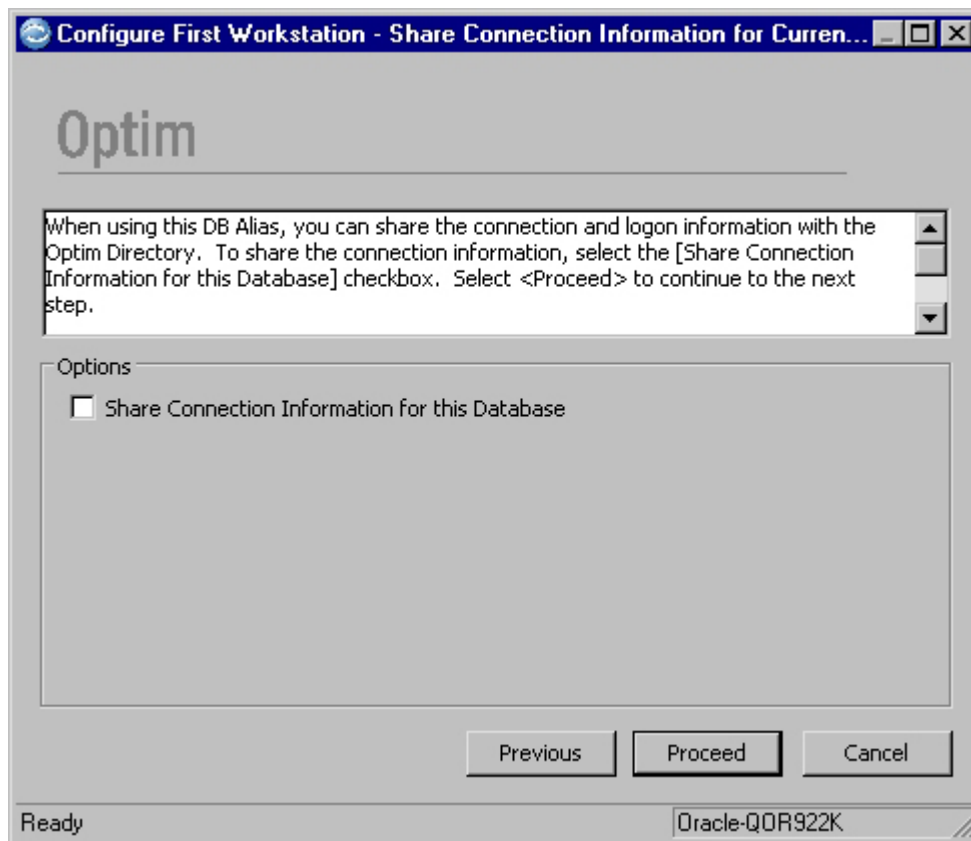 Configure First Workstation - Share Connection Information for Curren...
Optim
When using this DB Alias, you can share the connection and logon information with the
Optim Directory.  To share the connection information, select the [Share Connection
Information for this Database] checkbox.  Select <Proceed> to continue to the next
step.
Options
Share Connection Information for this Database
Previous
Proceed
Cancel
Ready
Oracle-QOR922K